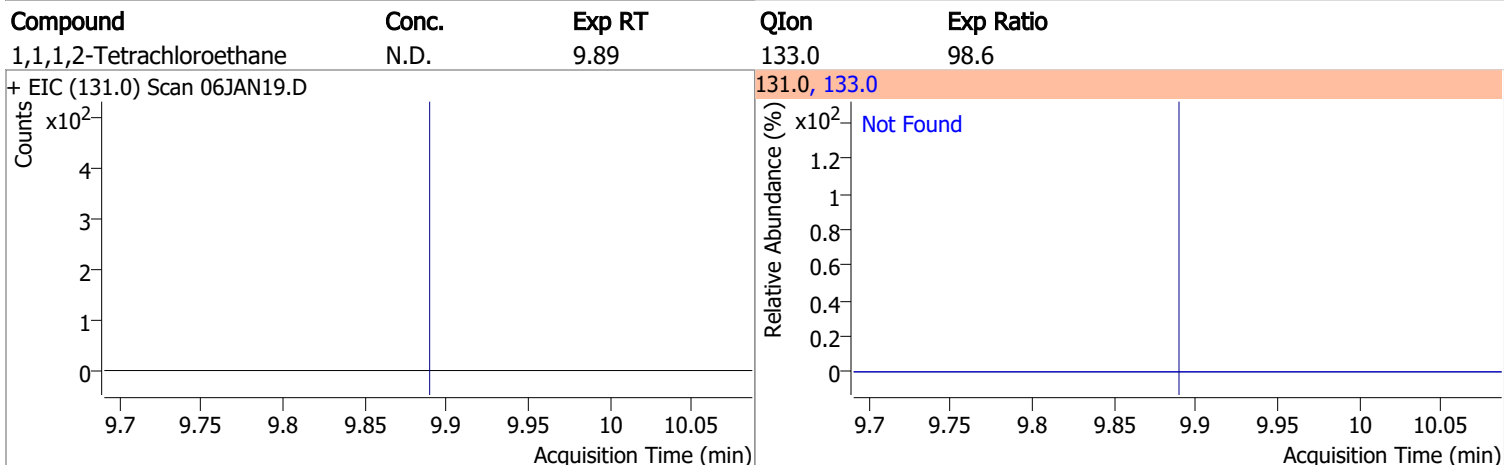 Compound Conc. Exp RT QIon Exp Ratio
1,1,1,2-Tetrachloroethane N.D. 9.89 133.0 98.6
+ EIC (131.0) Scan 06JAN19.D
Counts
x10²
4
3
2
1
0
9.7 9.75 9.8 9.85 9.9 9.95 10 10.05
Acquisition Time (min)
131.0, 133.0
Relative Abundance (%)
x10²
Not Found
1.2
1
0.8
0.6
0.4
0.2
0
9.7 9.75 9.8 9.85 9.9 9.95 10 10.05
Acquisition Time (min)